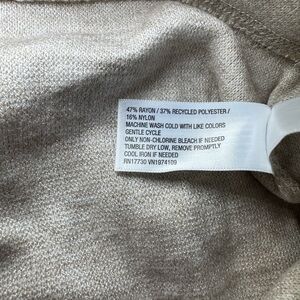 47% RAYON / 37% RECYCLED POLYESTER /
16% NYLON
MACHINE WASH COLD WITH LIKE COLORS
GENTLE CYCLE
ONLY NON-CHLORINE BLEACH IF NEEDED
TUMBLE DRY LOW, REMOVE PROMPTLY
COOL IRON IF NEEDED
RN17730 VN1974109